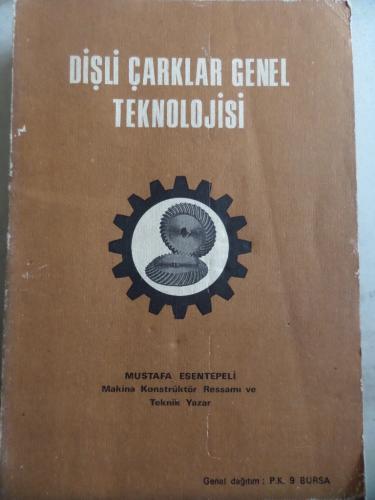 DİŞLİ ÇARKLAR GENEL
TEKNOLOJİSİ
MUSTAFA ESENTEPELİ
Makina Konstrüktör Ressamı ve
Teknik Yazar
Genel dağıtım : P.K. 9 BURSA